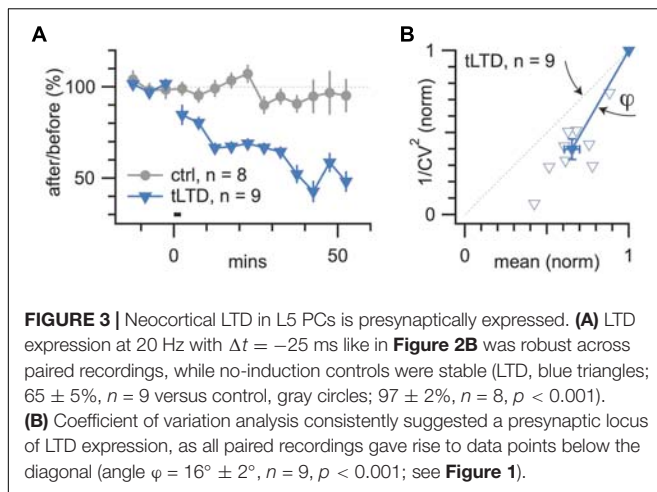 A
B
after/before (%)
100
50
ctrl, n = 8
tLTD, n = 9
0
50
mins
1/CV² (norm)
1
0
tLTD, n = 9
φ
0
1
mean (norm)
FIGURE 3 | Neocortical LTD in L5 PCs is presynaptically expressed. (A) LTD
expression at 20 Hz with Δt = −25 ms like in Figure 2B was robust across
paired recordings, while no-induction controls were stable (LTD, blue triangles;
65 ± 5%, n = 9 versus control, gray circles; 97 ± 2%, n = 8, p < 0.001).
(B) Coefficient of variation analysis consistently suggested a presynaptic locus
of LTD expression, as all paired recordings gave rise to data points below the
diagonal (angle φ = 16° ± 2°, n = 9, p < 0.001; see Figure 1).